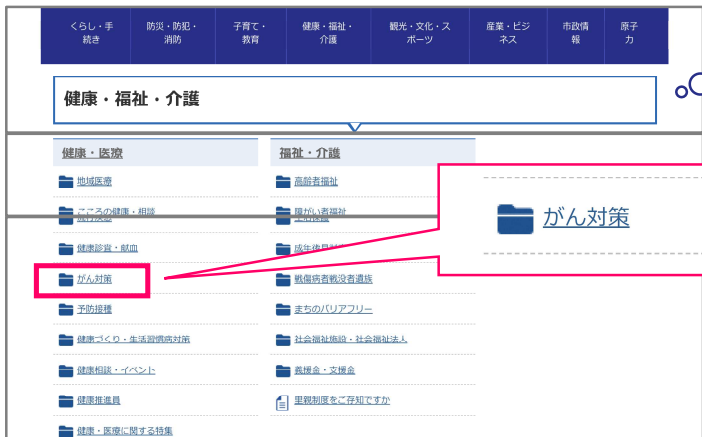 くらし・手続き
防災・防犯・消防
子育て・教育
健康・福祉・介護
観光・文化・スポーツ
産業・ビジネス
市政情報
原子力
健康・福祉・介護
健康・医療
地域医療
こころの健康・相談
健康診査・献血
がん対策
予防接種
健康づくり・生活習慣病対策
健康相談・イベント
健康推進員
健康・医療に関する特集
福祉・介護
高齢者福祉
障がい者福祉
戦傷病者戦没者遺族
まちのバリアフリー
社会福祉施設・社会福祉法人
義援金・支援金
里親制度をご存知ですか
がん対策